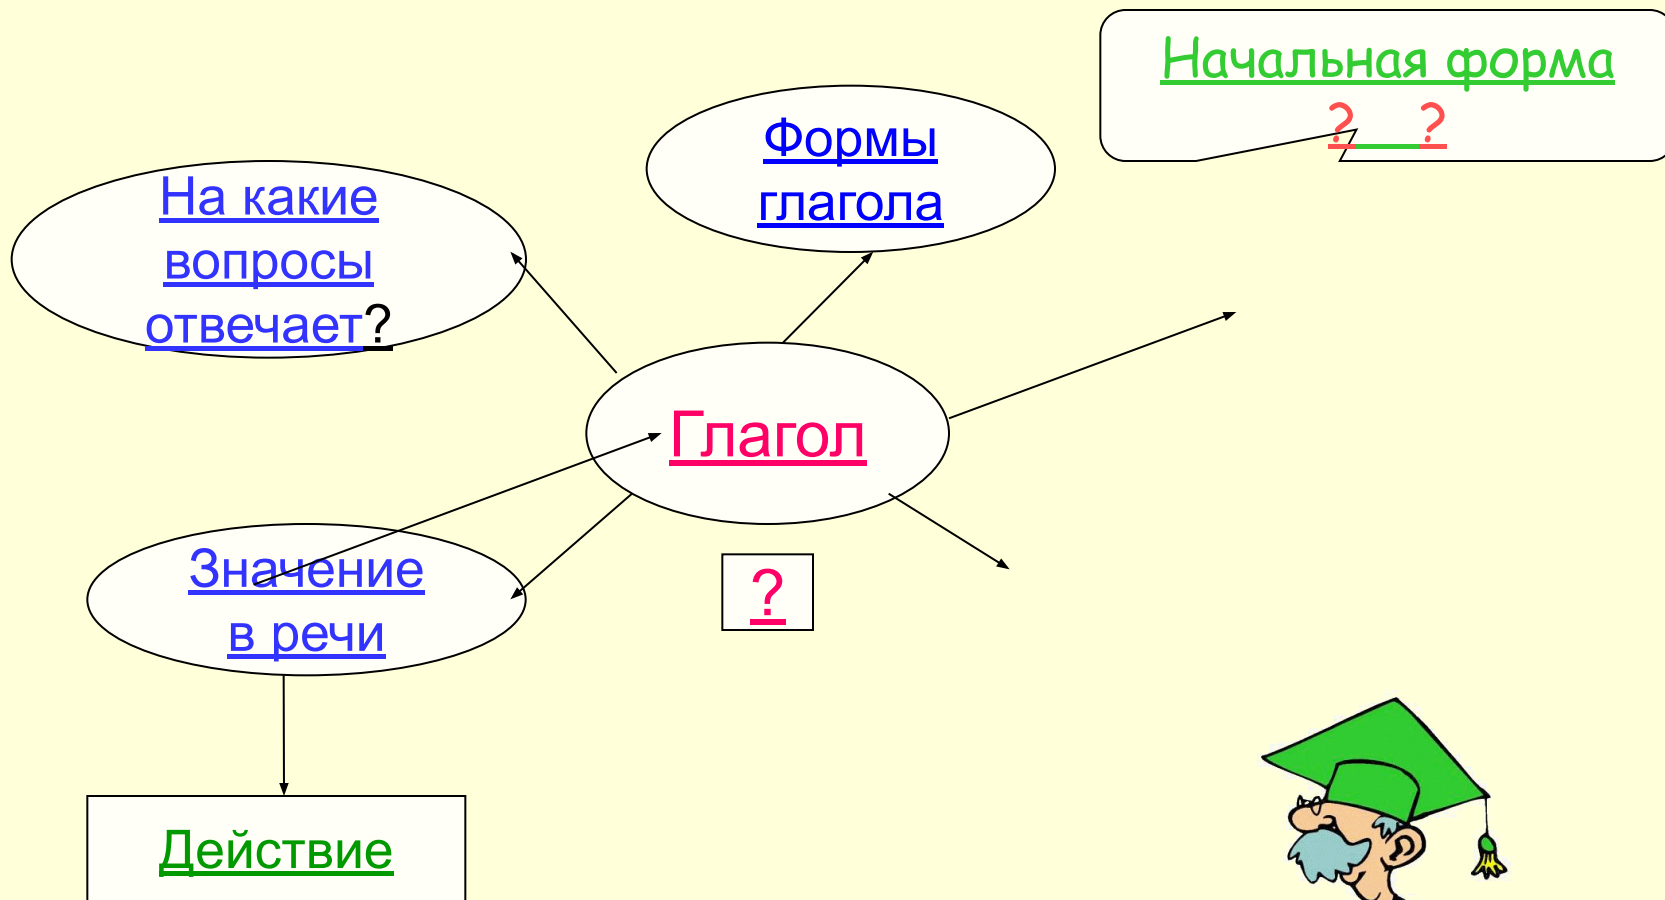 Начальная форма
? ?
Формы
глагола
На какие
вопросы
отвечает?
Глагол
Значение
в речи
?
Действие